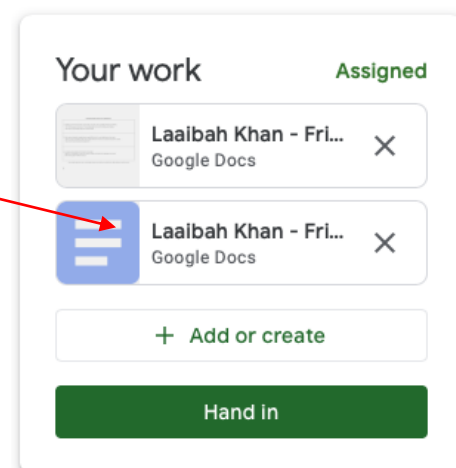 Your work
Assigned
Laaibah Khan - Fri...
Google Docs
Laaibah Khan - Fri...
Google Docs
+ Add or create
Hand in